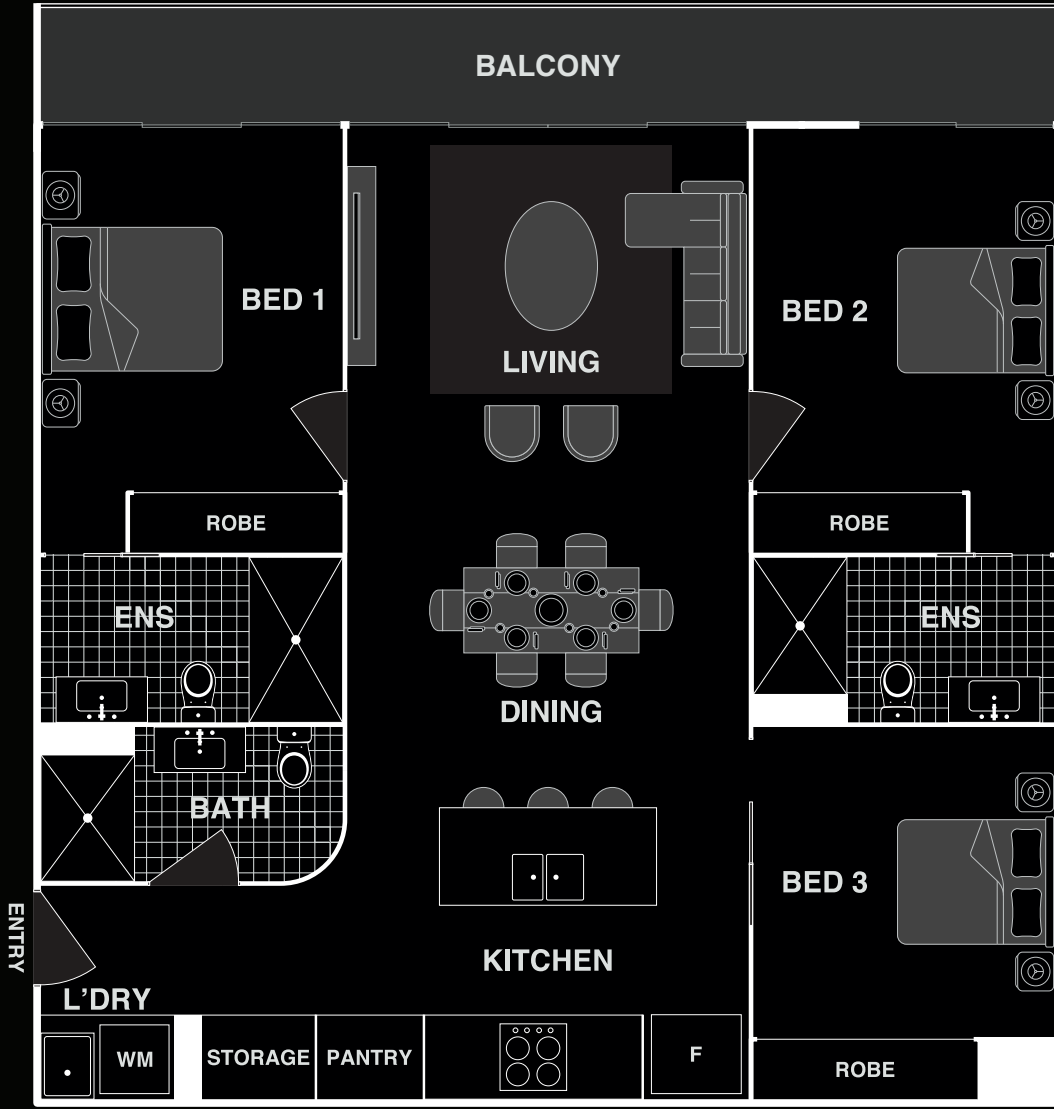 BALCONY
BED 1
BED 2
LIVING
ROBE
ROBE
ENS
ENS
DINING
BATH
BED 3
ENTRY
KITCHEN
L'DRY
WM
STORAGE
PANTRY
F
ROBE